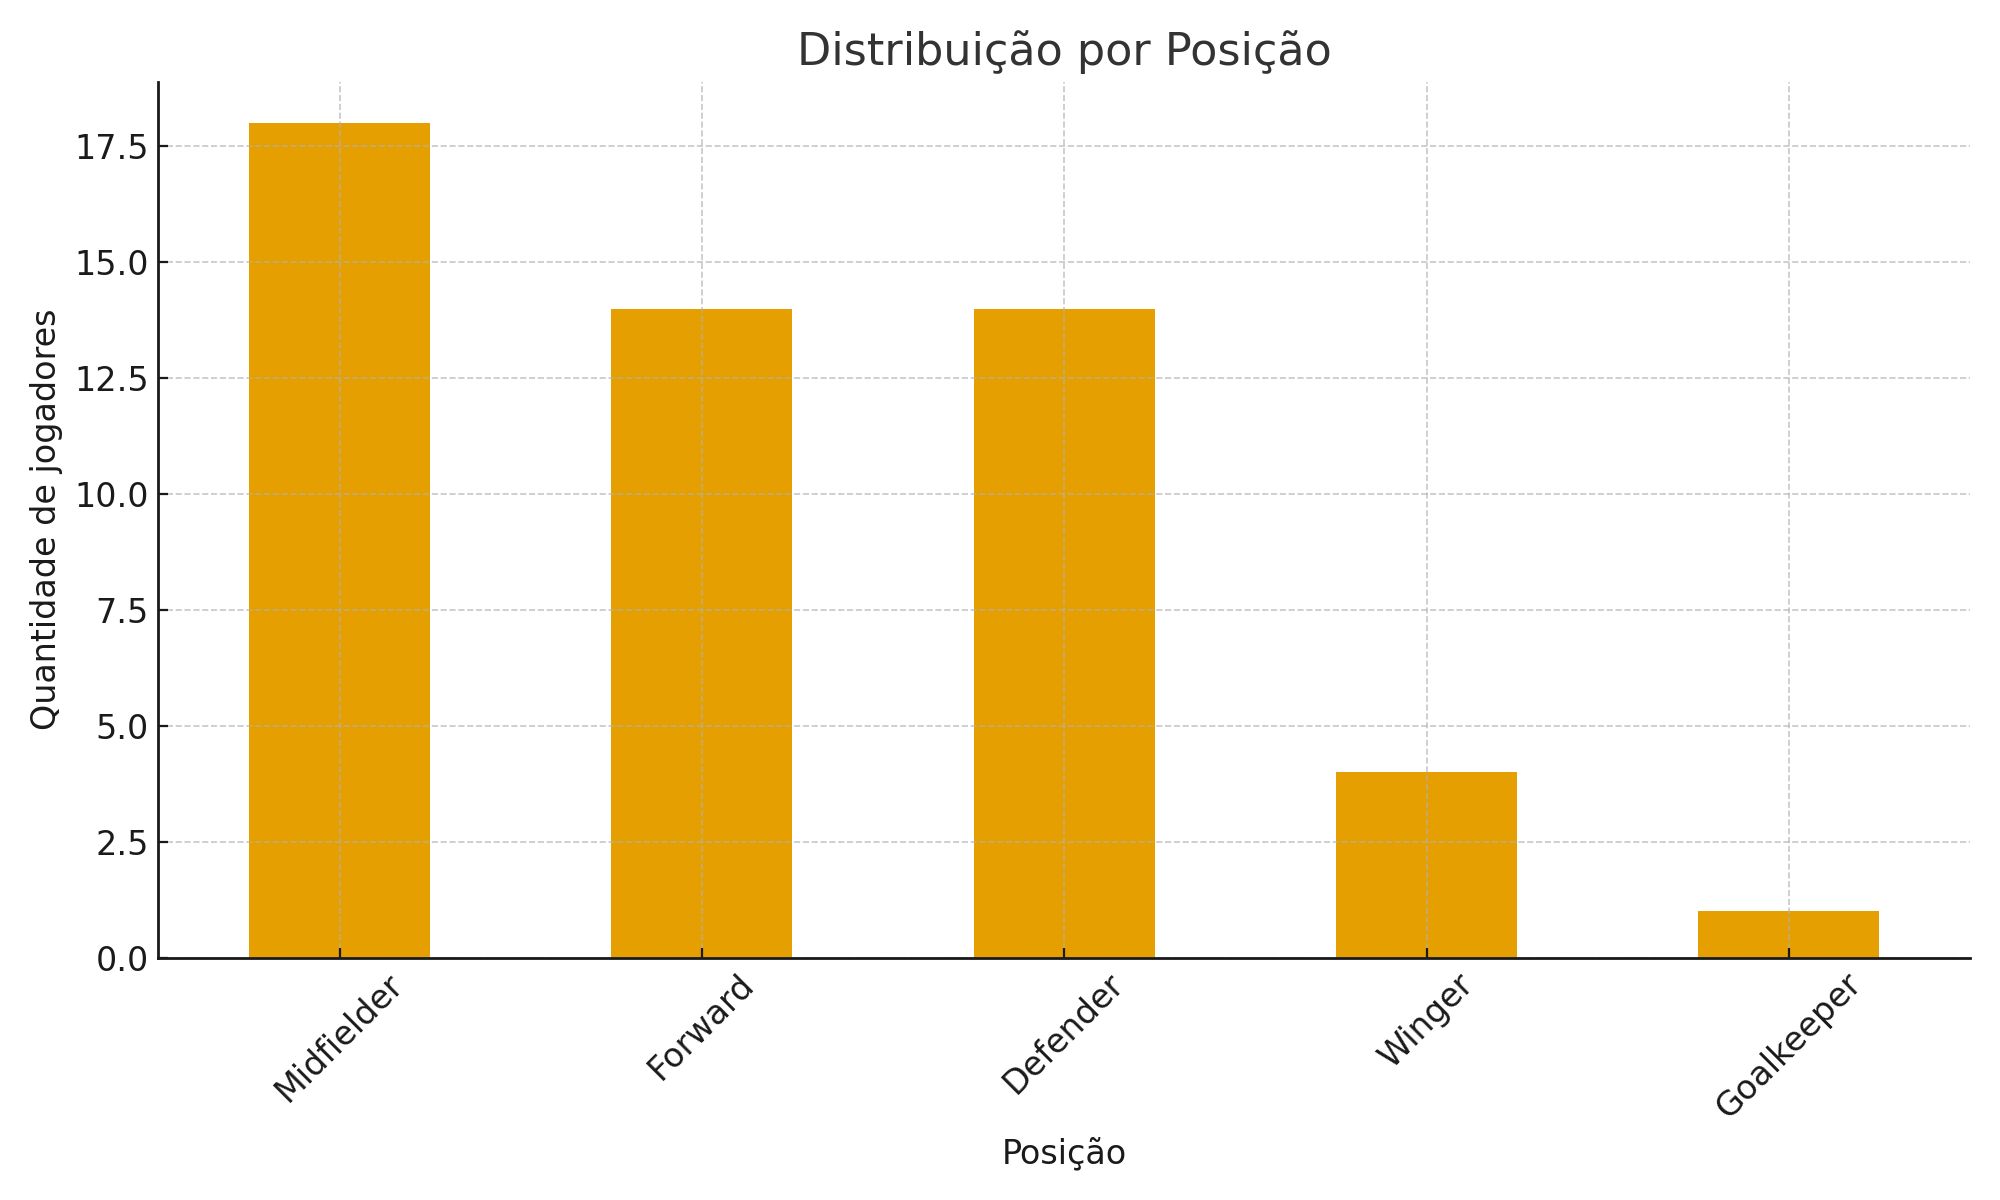 Distribuição por Posição
Quantidade de jogadores
17.5
15.0
12.5
10.0
7.5
5.0
2.5
0.0
Midfielder
Forward
Defender
Winger
Goalkeeper
Posição